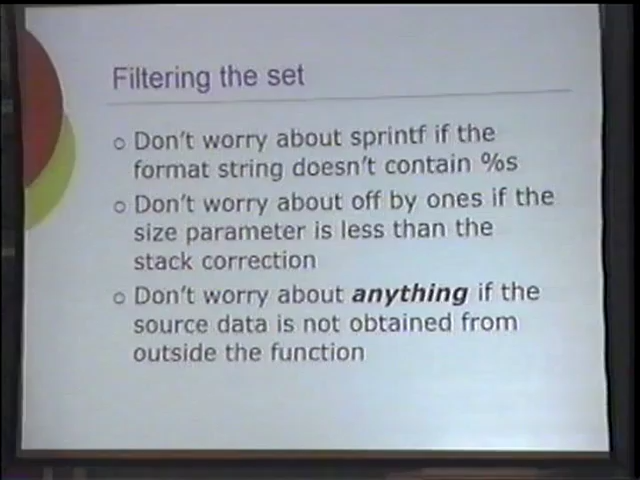 Filtering the set
Don't worry about sprintf if the
format string doesn't contain %s
Don't worry about off by ones if the
size parameter is less than the
stack correction
Don't worry about anything if the
source data is not obtained from
outside the function